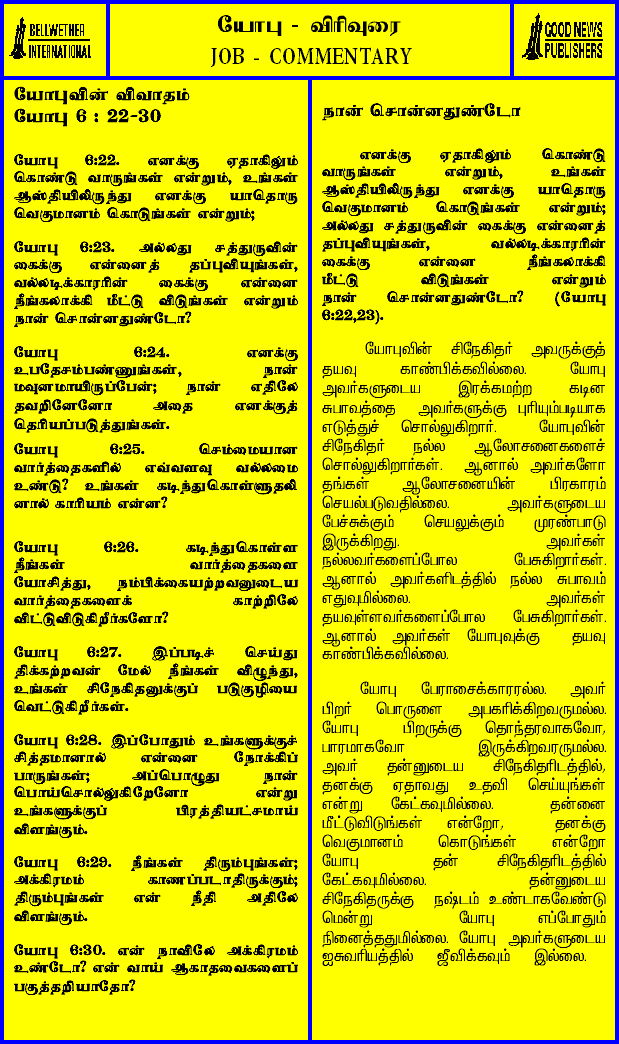 BELLWETHER
INTERNATIONAL
யோபு - விரிவுரை
JOB - COMMENTARY
GOOD NEWS
PUBLISHERS
யோபுவின் விவாதம்
யோபு 6 : 22-30
யோபு 6:22. எனக்கு ஏதாகிலும்
கொண்டு வாருங்கள் என்றும், உங்கள்
ஆஸ்தியிலிருந்து எனக்கு யாதொரு
வெகுமானம் கொடுங்கள் என்றும்;
யோபு 6:23. அல்லது சத்துருவின்
கைக்கு என்னைத் தப்புவியுங்கள்,
வல்லடிக்காரரின் கைக்கு என்னை
நீங்கலாக்கி மீட்டு விடுங்கள் என்றும்
நான் சொன்னதுண்டோ?
யோபு 6:24. எனக்கு
உபதேசம்பண்ணுங்கள், நான்
மவுனமாயிருப்பேன்; நான் எதிலே
தவறினேனோ அதை எனக்குத்
தெரியப்படுத்துங்கள்.
யோபு 6:25. செம்மையான
வார்த்தைகளில் எவ்வளவு வல்லமை
உண்டு? உங்கள் கடிந்துகொள்ளுதலி
னால் காரியம் என்ன?
யோபு 6:26. கடிந்துகொள்ள
நீங்கள் வார்த்தைகளை
யோசித்து, நம்பிக்கையற்றவனுடைய
வார்த்தைகளைக் காற்றிலே
விட்டுவிடுகிறீர்களோ?
யோபு 6:27. இப்படிச் செய்து
திக்கற்றவன் மேல் நீங்கள் விழுந்து,
உங்கள் சிநேகிதனுக்குப் படுகுழியை
வெட்டுகிறீர்கள்.
யோபு 6:28. இப்போதும் உங்களுக்குச்
சித்தமானால் என்னை நோக்கிப்
பாருங்கள்; அப்பொழுது நான்
பொய்சொல்லுகிறேனோ என்று
உங்களுக்குப் பிரத்தியட்சமாய்
விளங்கும்.
யோபு 6:29. நீங்கள் திரும்புங்கள்;
அக்கிரமம் காணப்படாதிருக்கும்;
திரும்புங்கள் என் நீதி அதிலே
விளங்கும்.
யோபு 6:30. என் நாவிலே அக்கிரமம்
உண்டோ? என் வாய் ஆகாதவைகளைப்
பகுத்தறியாதோ?
நான் சொன்னதுண்டோ
எனக்கு ஏதாகிலும் கொண்டு
வாருங்கள் என்றும், உங்கள்
ஆஸ்தியிலிருந்து எனக்கு யாதொரு
வெகுமானம் கொடுங்கள் என்றும்;
அல்லது சத்துருவின் கைக்கு என்னைத்
தப்புவியுங்கள், வல்லடிக்காரரின்
கைக்கு என்னை நீங்கலாக்கி
மீட்டு விடுங்கள் என்றும்
நான் சொன்னதுண்டோ? (யோபு
6:22,23).
யோபுவின் சிநேகிதர் அவருக்குத்
தயவு காண்பிக்கவில்லை. யோபு
அவர்களுடைய இரக்கமற்ற கடின
சுபாவத்தை அவர்களுக்கு புரியும்படியாக
எடுத்துச் சொல்லுகிறார். யோபுவின்
சிநேகிதர் நல்ல ஆலோசனைகளைச்
சொல்லுகிறார்கள். ஆனால் அவர்களோ
தங்கள் ஆலோசனையின் பிரகாரம்
செயல்படுவதில்லை. அவர்களுடைய
பேச்சுக்கும் செயலுக்கும் முரண்பாடு
இருக்கிறது. அவர்கள்
நல்லவர்களைப்போல பேசுகிறார்கள்.
ஆனால் அவர்களிடத்தில் நல்ல சுபாவம்
எதுவுமில்லை. அவர்கள்
தயவுள்ளவர்களைப்போல பேசுகிறார்கள்.
ஆனால் அவர்கள் யோபுவுக்கு தயவு
காண்பிக்கவில்லை.
யோபு பேராசைக்காரரல்ல. அவர்
பிறர் பொருளை அபகரிக்கிறவருமல்ல.
யோபு பிறருக்கு தொந்தரவாகவோ,
பாரமாகவோ இருக்கிறவரருமல்ல.
அவர் தன்னுடைய சிநேகிதரிடத்தில்,
தனக்கு ஏதாவது உதவி செய்யுங்கள்
என்று கேட்கவுமில்லை. தன்னை
மீட்டுவிடுங்கள் என்றோ, தனக்கு
வெகுமானம் கொடுங்கள் என்றோ
யோபு தன் சிநேகிதரிடத்தில்
கேட்கவுமில்லை. தன்னுடைய
சிநேகிதருக்கு நஷ்டம் உண்டாகவேண்டு
மென்று யோபு எப்போதும்
நினைத்ததுமில்லை. யோபு அவர்களுடைய
ஐசுவரியத்தில் ஜீவிக்கவும் இல்லை.